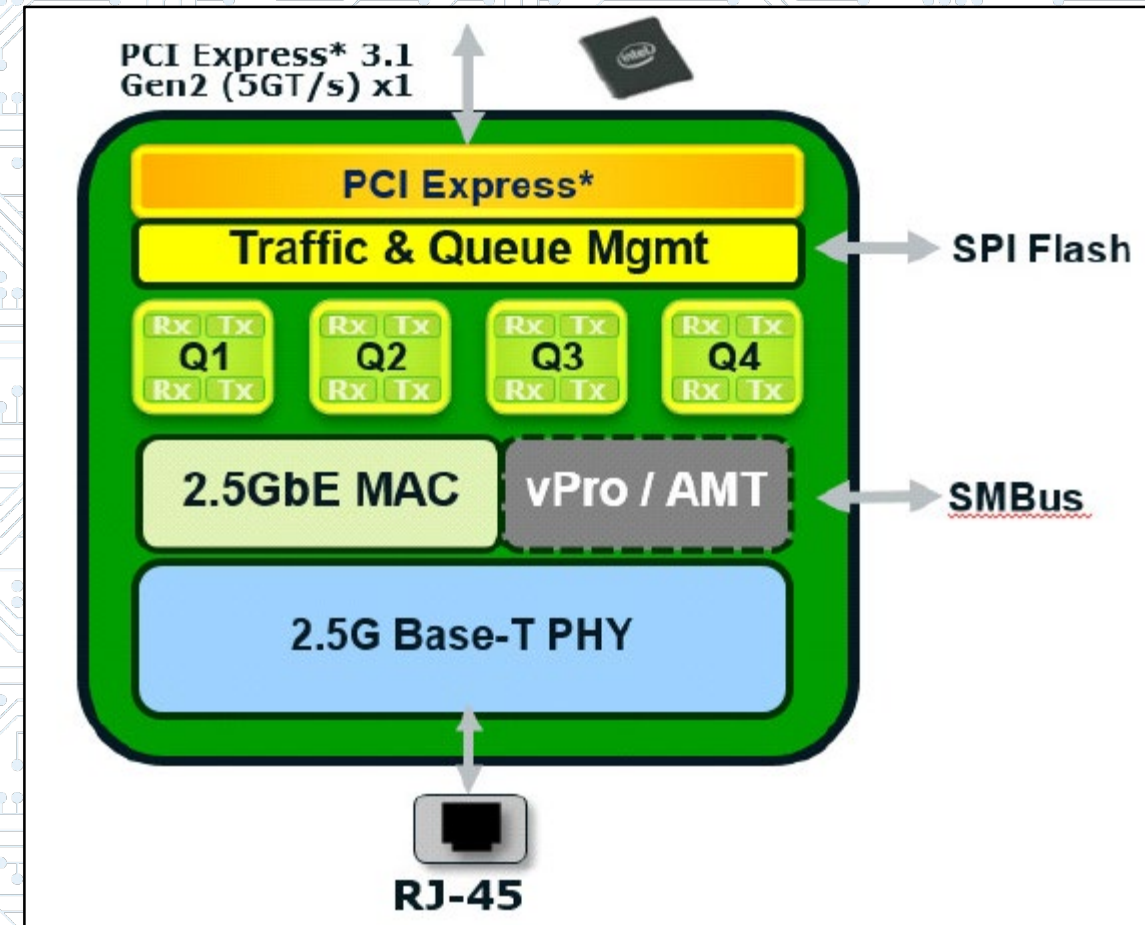 PCI Express* 3.1
Gen2 (5GT/s) x1
intel
PCI Express*
Traffic & Queue Mgmt
SPI Flash
Rx Tx Rx Tx Rx Tx Rx Tx
Q1 Q2 Q3 Q4
Rx Tx Rx Tx Rx Tx Rx Tx
2.5GbE MAC
vPro / AMT
SMBus
2.5G Base-T PHY
RJ-45